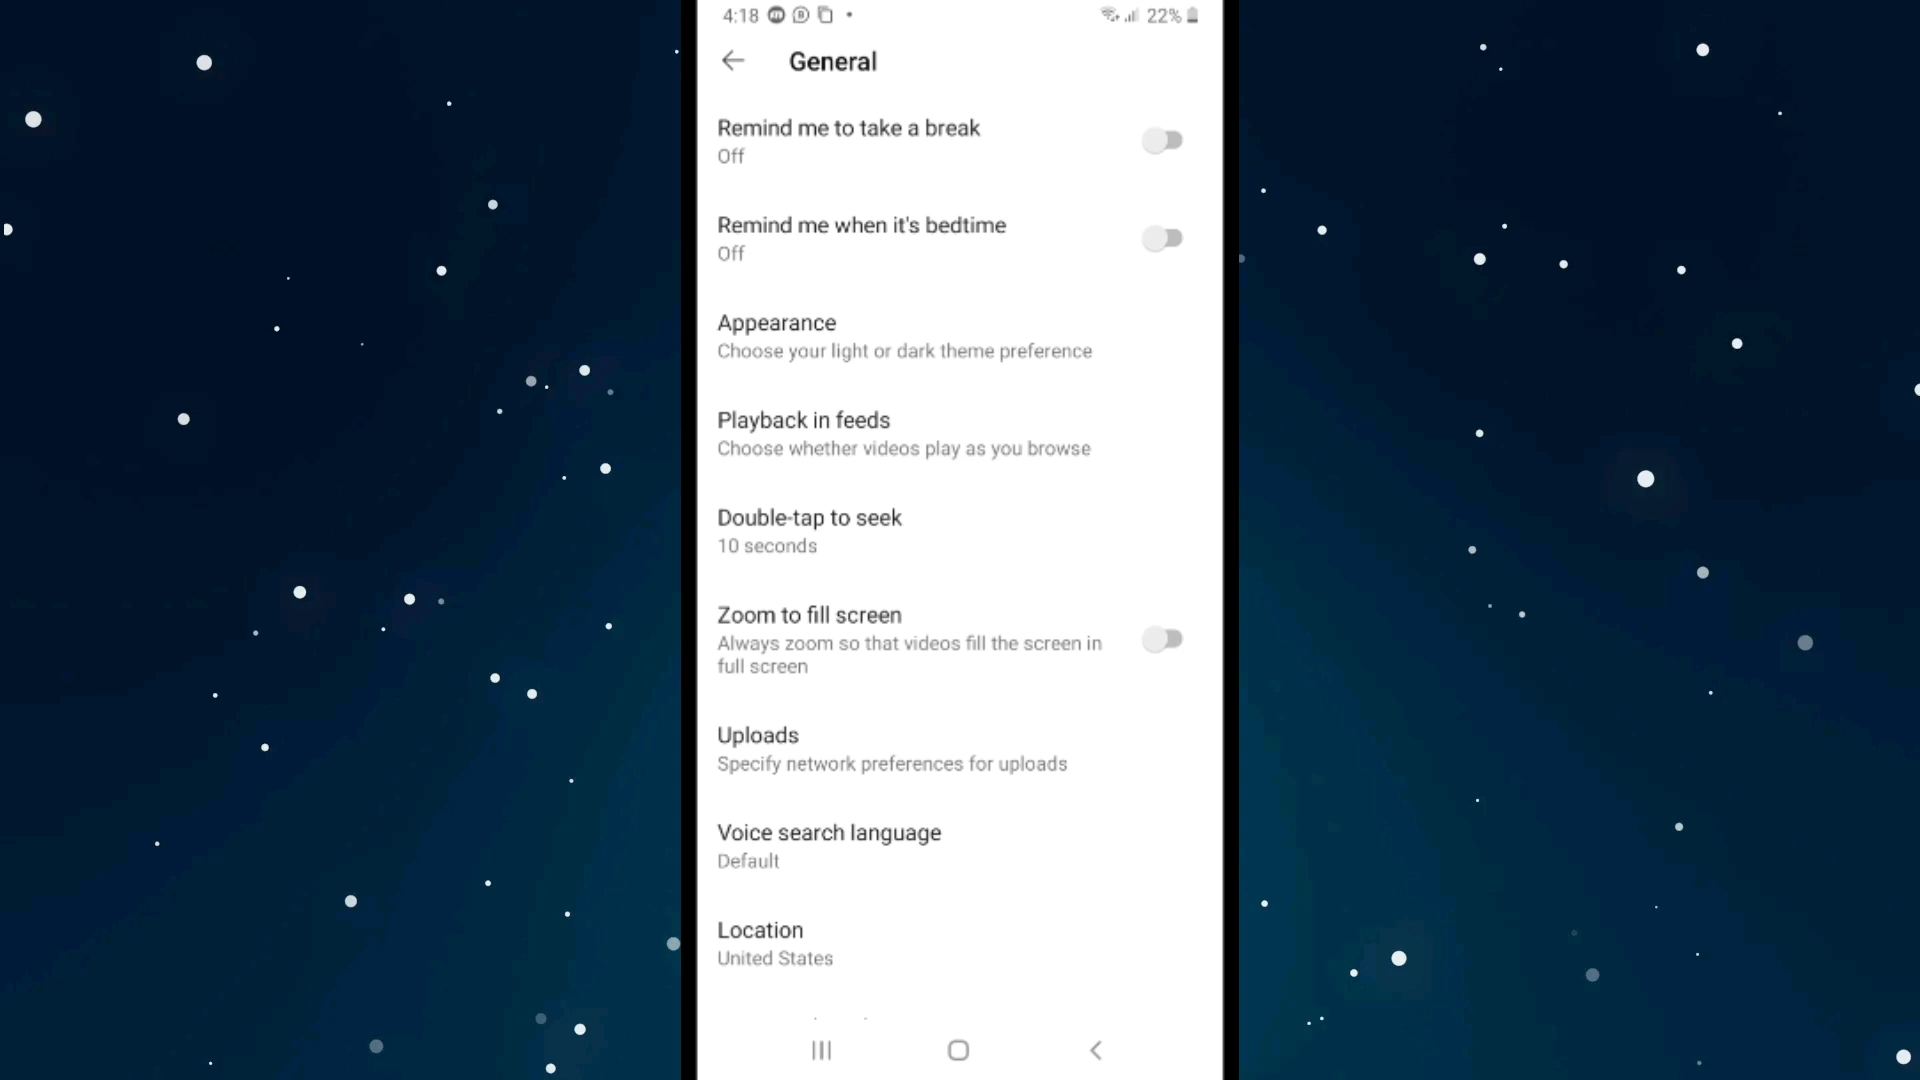 4:18
22%
General
Remind me to take a break
Off
Remind me when it's bedtime
Off
Appearance
Choose your light or dark theme preference
Playback in feeds
Choose whether videos play as you browse
Double-tap to seek
10 seconds
Zoom to fill screen
Always zoom so that videos fill the screen in
full screen
Uploads
Specify network preferences for uploads
Voice search language
Default
Location
United States